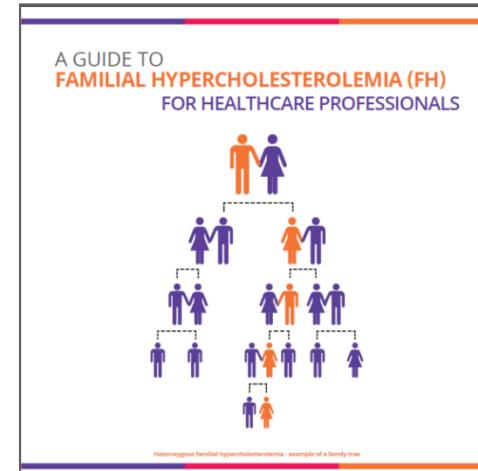 A GUIDE TO
FAMILIAL HYPERCHOLESTEROLEMIA (FH)
FOR HEALTHCARE PROFESSIONALS
Heterozygous familial hypercholesterolemia - example of a family tree